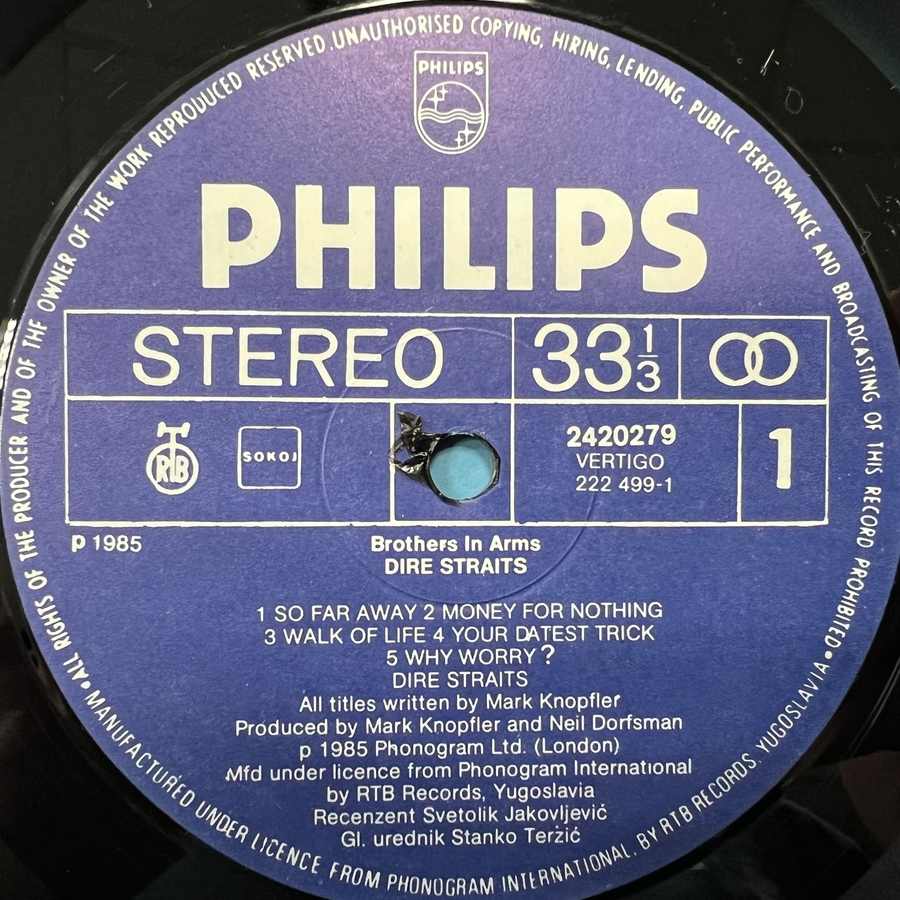 ALL RIGHTS OF THE PRODUCER AND OF THE OWNER OF THE WORK REPRODUCED RESERVED. UNAUTHORISED COPYING, HIRING, LENDING, PUBLIC PERFORMANCE AND BROADCASTING OF THIS RECORD PROHIBITED •
PHILIPS
PHILIPS
STEREO
33 1/3
RTB
SOKOJ
2420279
VERTIGO
222 499-1
1
p 1985
Brothers In Arms
DIRE STRAITS
1 SO FAR AWAY 2 MONEY FOR NOTHING
3 WALK OF LIFE 4 YOUR DATEST TRICK
5 WHY WORRY?
DIRE STRAITS
All titles written by Mark Knopfler
Produced by Mark Knopfler and Neil Dorfsman
p 1985 Phonogram Ltd. (London)
Mfd under licence from Phonogram International
by RTB Records, Yugoslavia
Recenzent Svetolik Jakovljević
Gl. urednik Stanko Teržić
MANUFACTURED UNDER LICENCE FROM PHONOGRAM INTERNATIONAL, BY RTB RECORDS, YUGOSLAVIA •